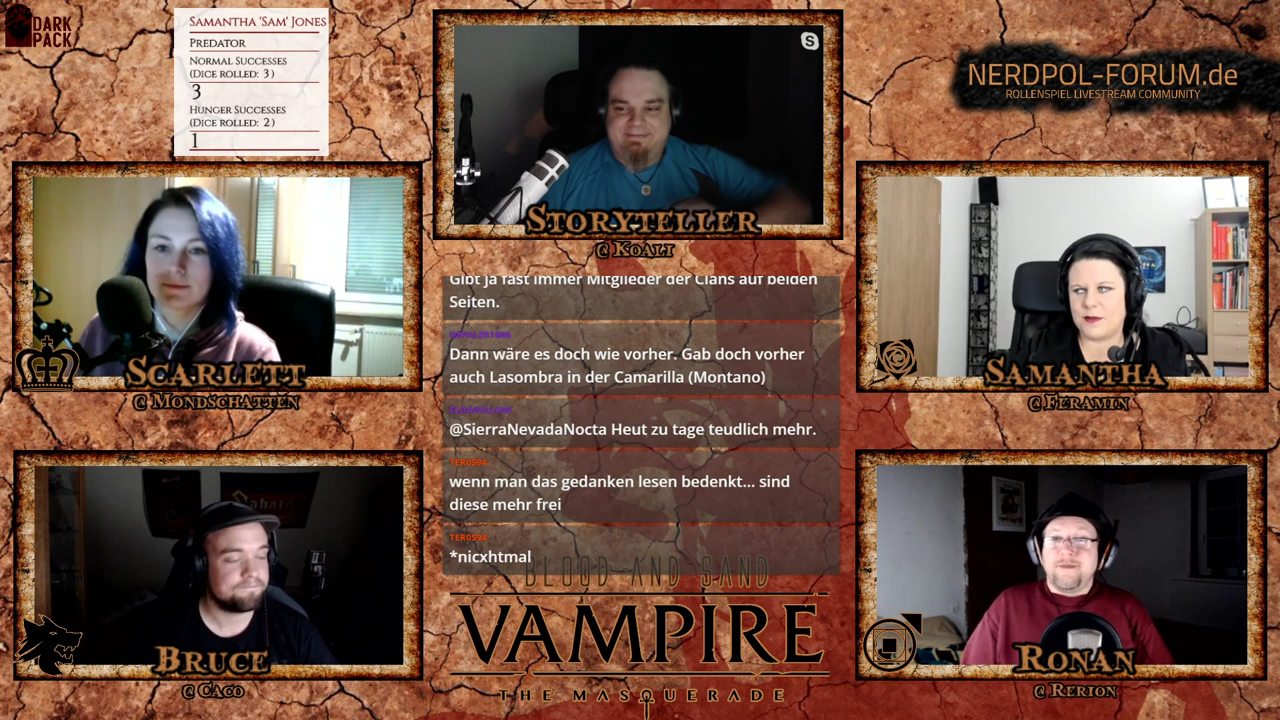 DARK
PACK
Samantha 'Sam' Jones
Predator
Normal Successes
(Dice rolled: 3)
3
Hunger Successes
(Dice rolled: 2)
1
NERDPOL-FORUM.de
ROLLENSPIEL LIVESTREAM COMMUNITY
Storyteller
@ KoAli
Scarlett
@ Mondschatten
Gibt ja fast immer Mitglieder der Clans auf beiden
Seiten.
Dann wäre es doch wie vorher. Gab doch vorher
auch Lasombra in der Camarilla (Montano)
@SierraNevadaNocta Heut zu tage teudlich mehr.
TER0S94
wenn man das gedanken lesen bedenkt... sind
diese mehr frei
TER0S94
*nicxhtmal
Samantha
@ Feramin
Bruce
@ Caco
BLOOD AND SAND
VAMPIRE
THE MASQUERADE
Ronan
@ Rerion